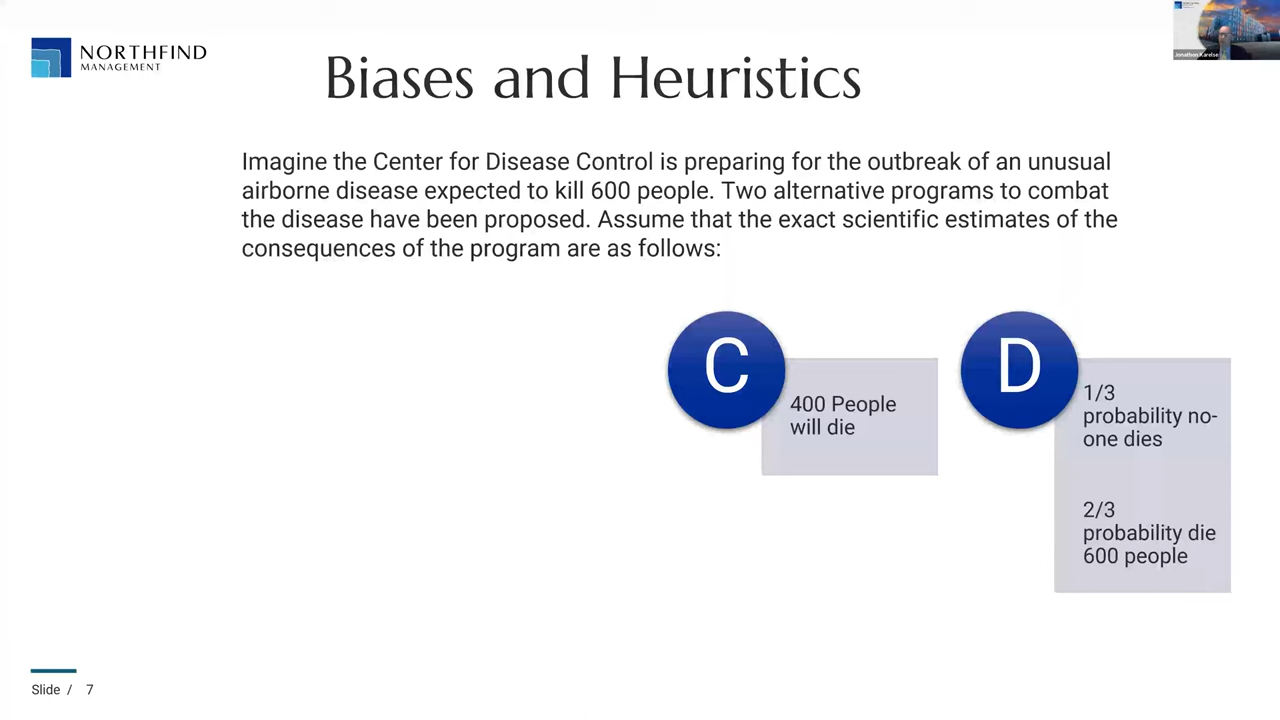 NORTHFIND
MANAGEMENT
Biases and Heuristics
Jonathon Karelse
Imagine the Center for Disease Control is preparing for the outbreak of an unusual
airborne disease expected to kill 600 people. Two alternative programs to combat
the disease have been proposed. Assume that the exact scientific estimates of the
consequences of the program are as follows:
C
400 People
will die
D
1/3
probability no-
one dies
2/3
probability die
600 people
Slide / 7